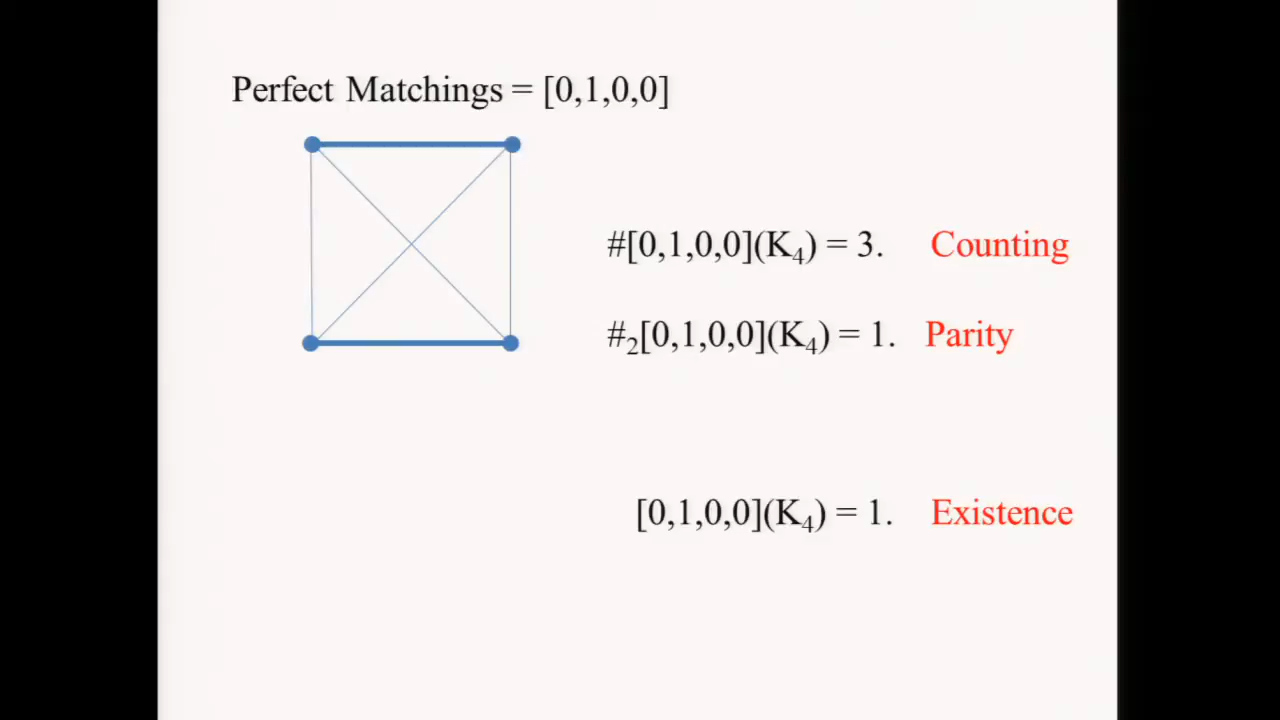 Perfect Matchings = [0,1,0,0]
#[0,1,0,0](K₄) = 3. Counting
#₂[0,1,0,0](K₄) = 1. Parity
[0,1,0,0](K₄) = 1. Existence